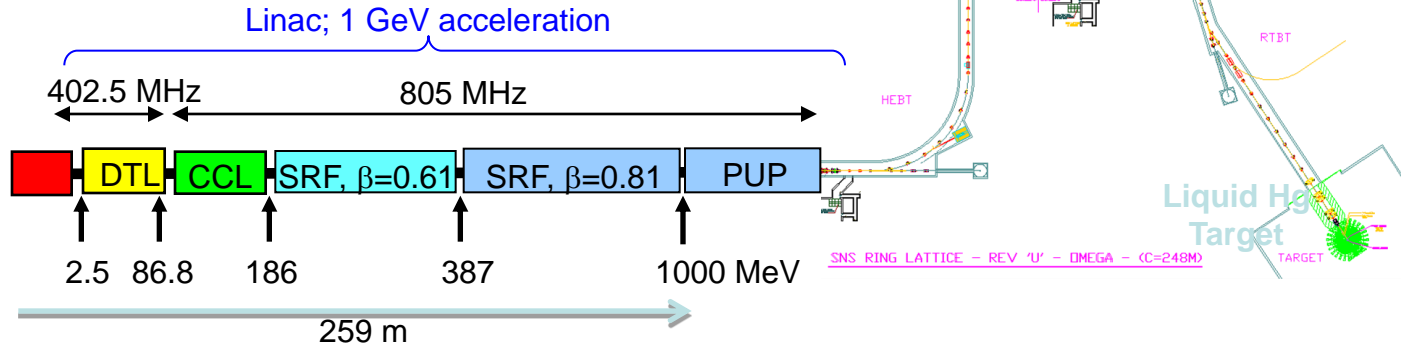 Linac; 1 GeV acceleration
402.5 MHz
805 MHz
HEBT
RTBT
DTL
CCL
SRF, β=0.61
SRF, β=0.81
PUP
Liquid Hg
Target
TARGET
2.5
86.8
186
387
1000 MeV
SNS RING LATTICE - REV 'U' - OMEGA - (C=248M)
259 m